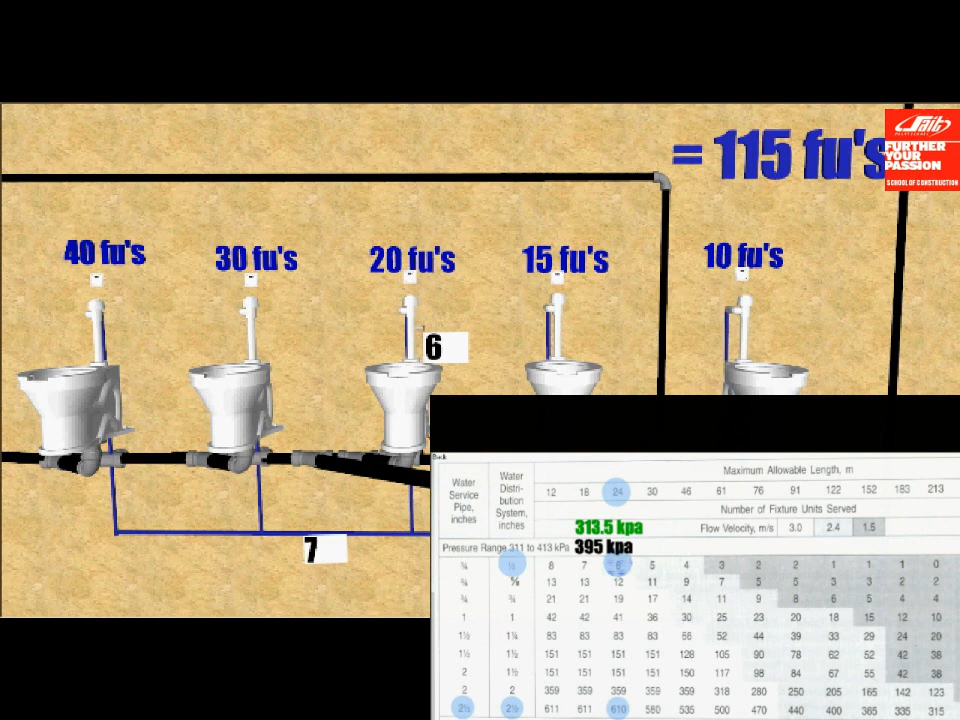 = 115 fu's
Sait
FURTHER
YOUR
PASSION
SCHOOL OF CONSTRUCTION
40 fu's
30 fu's
20 fu's
15 fu's
10 fu's
6
7
Back
Water Service Pipe, inches
Water Distri- bution System, inches
Maximum Allowable Length, m
12 18 24 30 46 61 76 91 122 152 183 213
Number of Fixture Units Served
313.5 kpa Flow Velocity, m/s 3.0 2.4 1.5
Pressure Range 311 to 413 kPa 395 kpa
¾ ½ 8 7 6 5 4 3 2 2 1 1 1 0
¾ ⅝ 13 13 12 11 9 7 5 5 3 3 2 2
¾ ¾ 21 21 19 17 14 11 9 8 6 5 4 4
1 1 42 42 41 36 30 25 23 20 18 15 12 10
1½ 1¼ 83 83 83 83 66 52 44 39 33 29 24 20
1½ 1½ 151 151 151 151 128 105 90 78 62 52 42 38
2 1½ 151 151 151 151 150 117 98 84 67 55 42 38
2 2 359 359 359 359 359 318 280 250 205 165 142 123
2½ 2½ 611 611 610 580 535 500 470 440 400 365 335 315